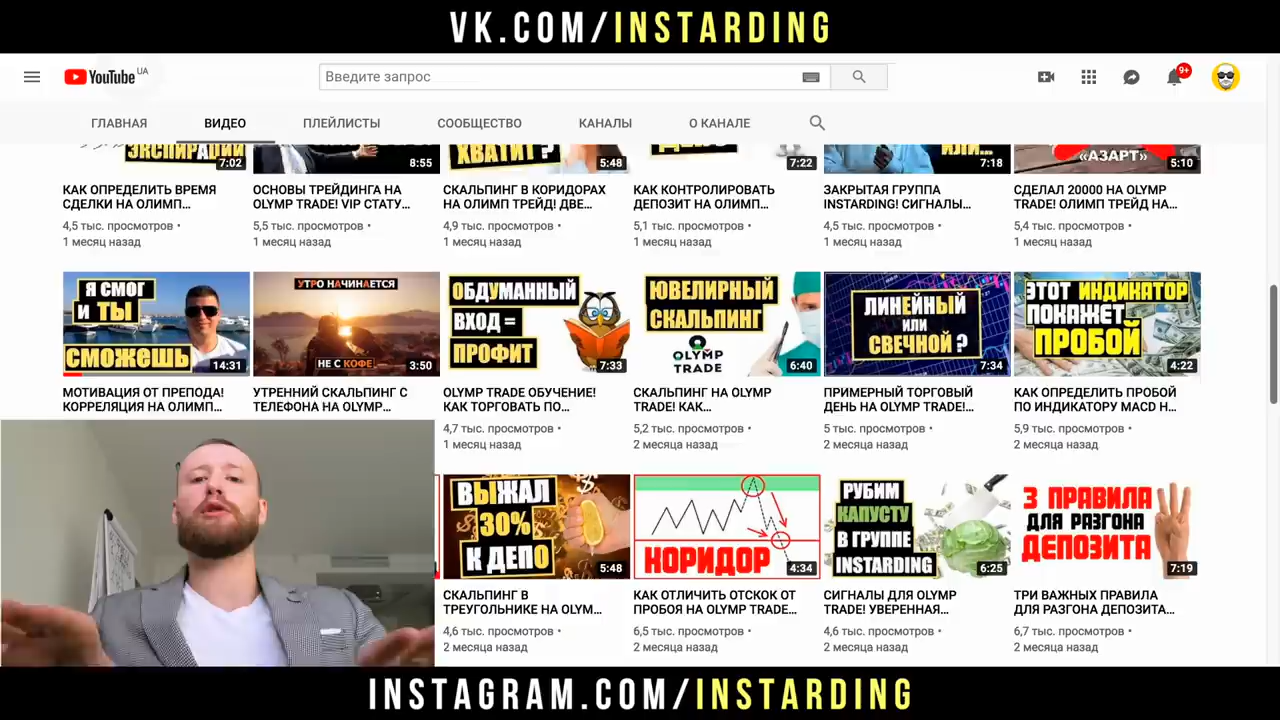 VK.COM/INSTARDING
YouTube UA
Введите запрос
9+
ГЛАВНАЯ ВИДЕО ПЛЕЙЛИСТЫ СООБЩЕСТВО КАНАЛЫ О КАНАЛЕ
ЭКСПИРАЦИИ ХВАТИТ? ИЛИ... «АЗАРТ»
7:02 8:55 5:48 7:22 7:18 5:10
КАК ОПРЕДЕЛИТЬ ВРЕМЯ ОСНОВЫ ТРЕЙДИНГА НА СКАЛЬПИНГ В КОРИДОРАХ КАК КОНТРОЛИРОВАТЬ ЗАКРЫТАЯ ГРУППА СДЕЛАЛ 20000 НА OLYMP
СДЕЛКИ НА ОЛИМП... OLYMP TRADE! VIP СТАТУ... НА ОЛИМП ТРЕЙД! ДВЕ... ДЕПОЗИТ НА ОЛИМП... INSTARDING! СИГНАЛЫ... TRADE! ОЛИМП ТРЕЙД НА...
4,5 тыс. просмотров • 5,5 тыс. просмотров • 4,9 тыс. просмотров • 5,1 тыс. просмотров • 4,5 тыс. просмотров • 5,4 тыс. просмотров •
1 месяц назад 1 месяц назад 1 месяц назад 1 месяц назад 1 месяц назад 1 месяц назад
Я СМОГ
И ТЫ
СМОЖЕШЬ
14:31
УТРО НАЧИНАЕТСЯ
НЕ С КОФЕ
3:50
ОБДУМАННЫЙ
ВХОД =
ПРОФИТ
7:33
ЮВЕЛИРНЫЙ
СКАЛЬПИНГ
OLYMP
TRADE
6:40
ЛИНЕЙНЫЙ
ИЛИ
СВЕЧНОЙ?
7:34
ЭТОТ ИНДИКАТОР
ПОКАЖЕТ
ПРОБОЙ
4:22
МОТИВАЦИЯ ОТ ПРЕПОДА! УТРЕННИЙ СКАЛЬПИНГ С OLYMP TRADE ОБУЧЕНИЕ! СКАЛЬПИНГ НА OLYMP ПРИМЕРНЫЙ ТОРГОВЫЙ КАК ОПРЕДЕЛИТЬ ПРОБОЙ
КОРРЕЛЯЦИЯ НА ОЛИМП... ТЕЛЕФОНА НА OLYMP... КАК ТОРГОВАТЬ ПО... TRADE! КАК... ДЕНЬ НА OLYMP TRADE!... ПО ИНДИКАТОРУ MACD Н...
4,7 тыс. просмотров • 5,2 тыс. просмотров • 5 тыс. просмотров • 5,9 тыс. просмотров •
1 месяц назад 2 месяца назад 2 месяца назад 2 месяца назад
ВЫЖАЛ
30%
К ДЕПО
5:48
КОРИДОР
4:34
РУБИМ
КАПУСТУ
В ГРУППЕ
INSTARDING
6:25
3 ПРАВИЛА
ДЛЯ РАЗГОНА
ДЕПОЗИТА
7:19
СКАЛЬПИНГ В КАК ОТЛИЧИТЬ ОТСКОК ОТ СИГНАЛЫ ДЛЯ OLYMP ТРИ ВАЖНЫХ ПРАВИЛА
ТРЕУГОЛЬНИКЕ НА OLYM... ПРОБОЯ НА OLYMP TRADE... TRADE! УВЕРЕННАЯ... ДЛЯ РАЗГОНА ДЕПОЗИТА...
4,6 тыс. просмотров • 6,5 тыс. просмотров • 4,6 тыс. просмотров • 6,7 тыс. просмотров •
2 месяца назад 2 месяца назад 2 месяца назад 2 месяца назад
INSTAGRAM.COM/INSTARDING